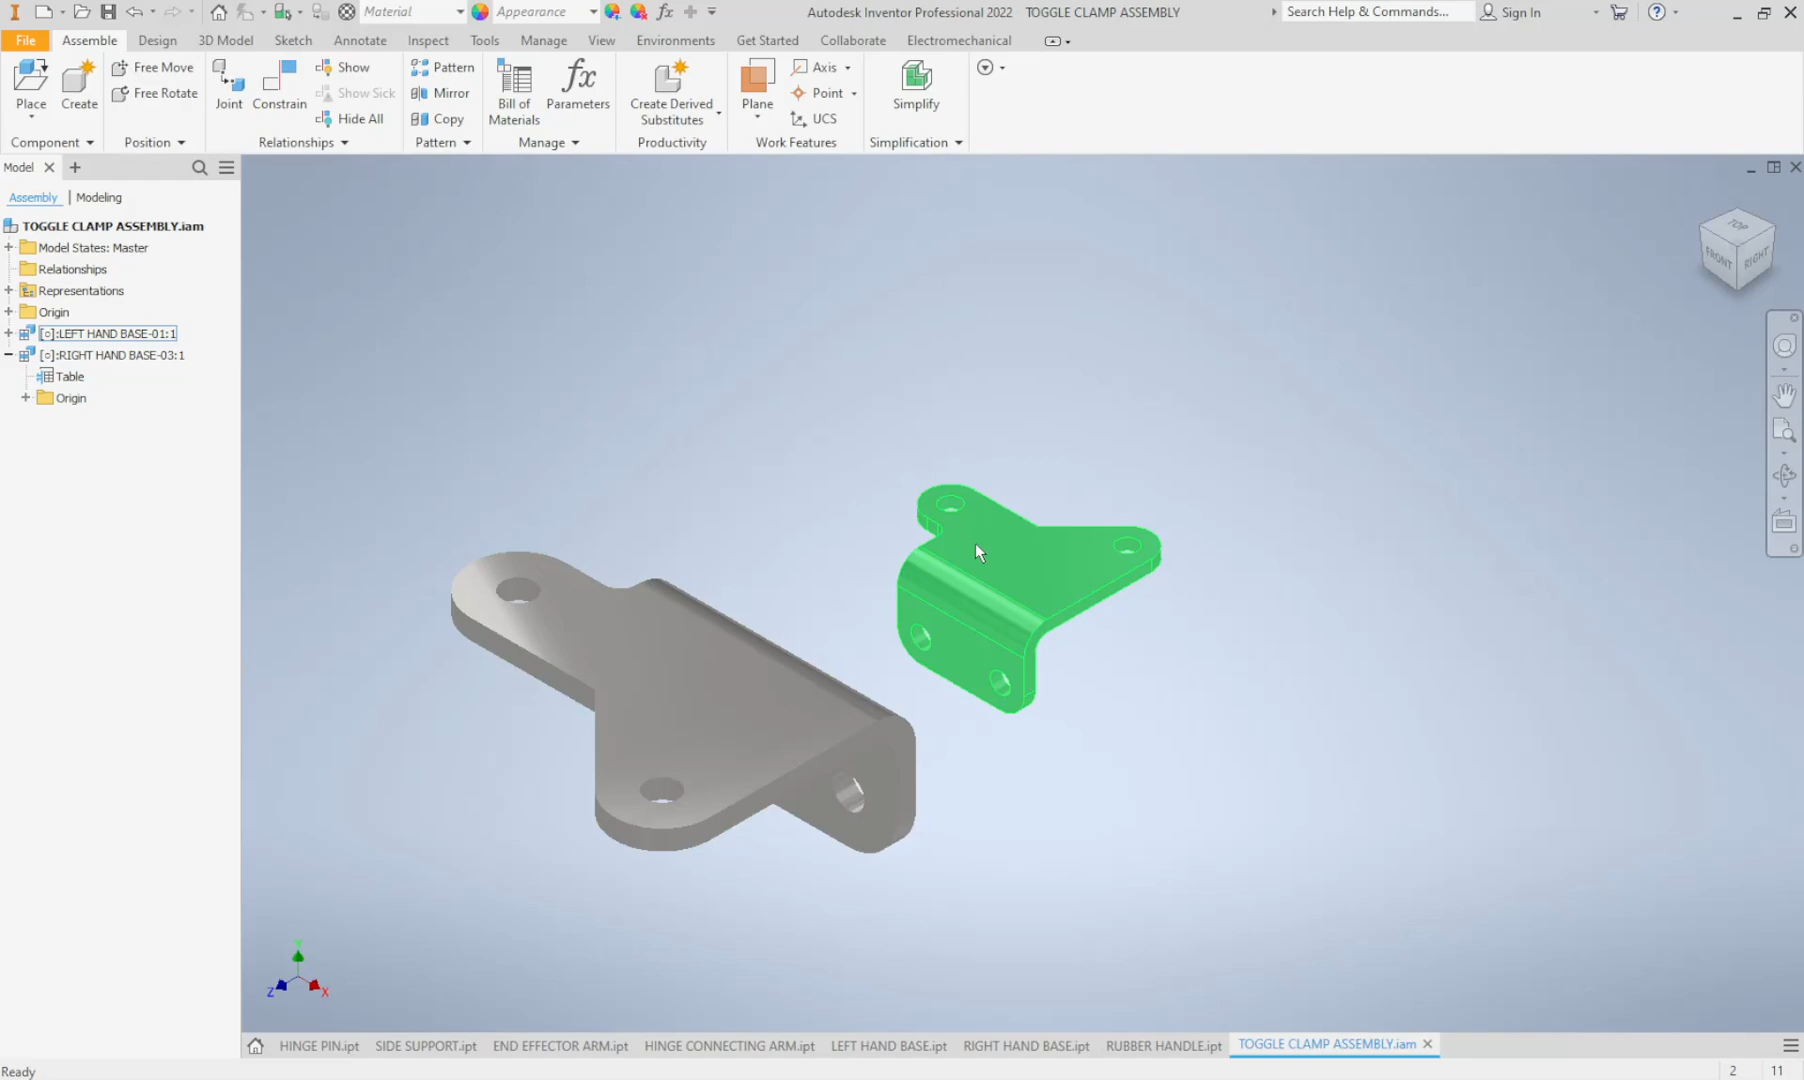 Material Appearance Autodesk Inventor Professional 2022 TOGGLE CLAMP ASSEMBLY Search Help & Commands... Sign In
File Assemble Design 3D Model Sketch Annotate Inspect Tools Manage View Environments Get Started Collaborate Electromechanical
Free Move Show Pattern Axis
Free Rotate Show Sick Mirror Point
Place Create Joint Constrain Bill of Materials Parameters Create Derived Substitutes Plane Simplify
Hide All Copy UCS
Component Position Relationships Pattern Manage Productivity Work Features Simplification
Model
Assembly | Modeling
TOGGLE CLAMP ASSEMBLY.iam
Model States: Master
Relationships
Representations
Origin
[○]:LEFT HAND BASE-01:1
[○]:RIGHT HAND BASE-03:1
Table
Origin
TOP
FRONT RIGHT
Y
Z X
HINGE PIN.ipt SIDE SUPPORT.ipt END EFFECTOR ARM.ipt HINGE CONNECTING ARM.ipt LEFT HAND BASE.ipt RIGHT HAND BASE.ipt RUBBER HANDLE.ipt TOGGLE CLAMP ASSEMBLY.iam
Ready 2 11